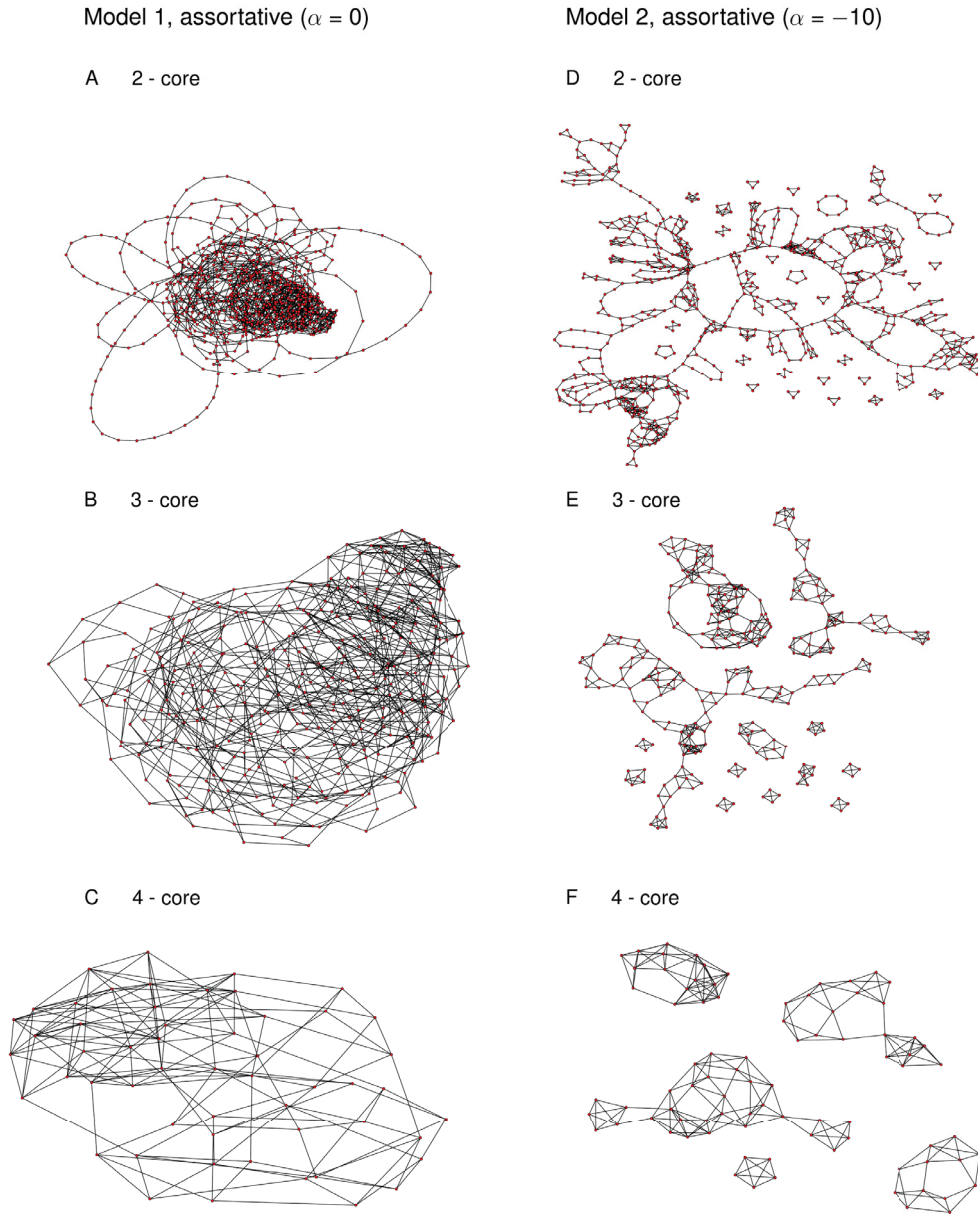 Model 1, assortative (α = 0)
Model 2, assortative (α = −10)
A 2 - core
D 2 - core
B 3 - core
E 3 - core
C 4 - core
F 4 - core